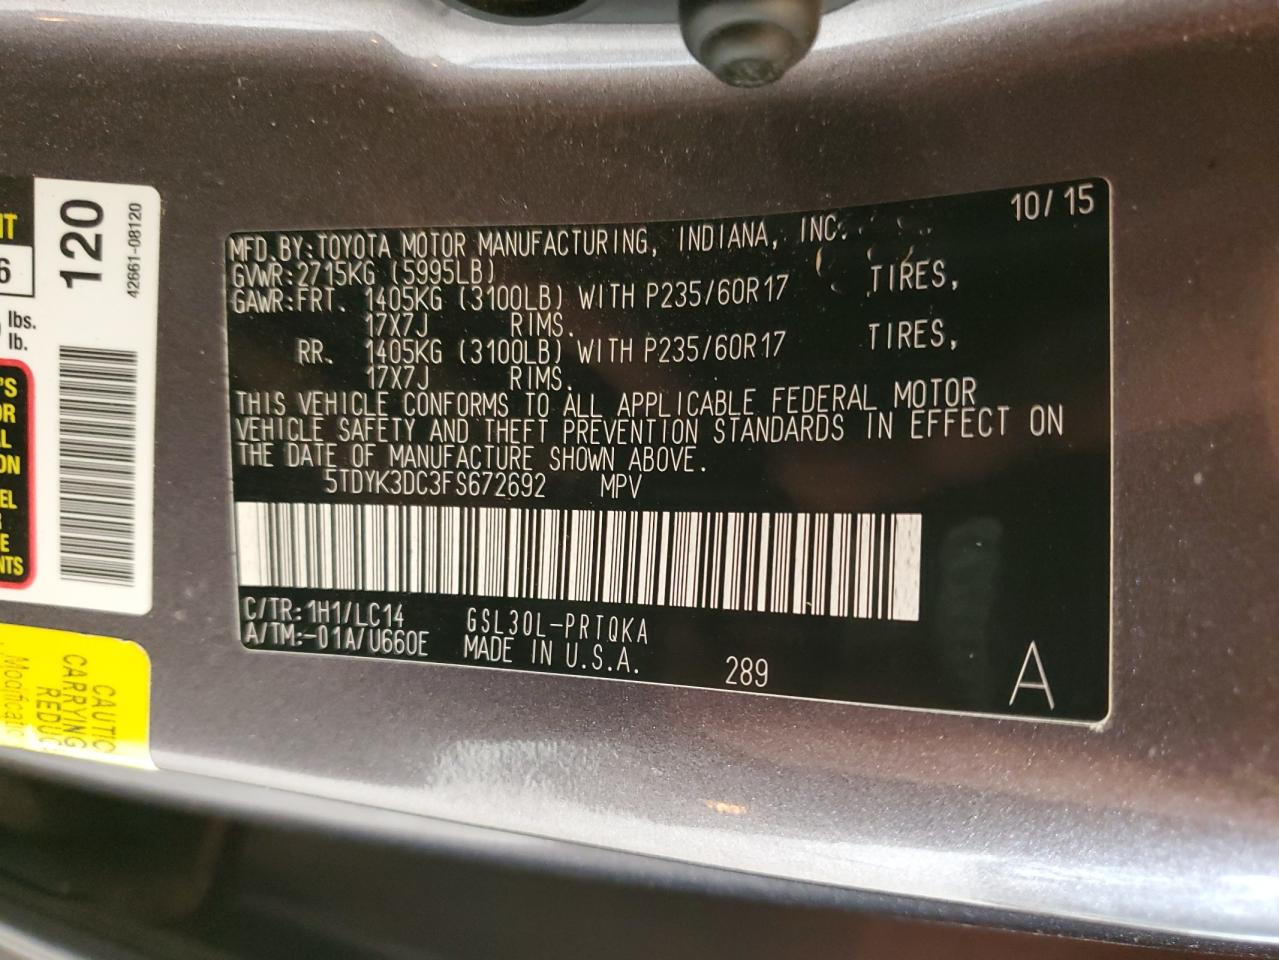 10/15
MFD.BY:TOYOTA MOTOR MANUFACTURING, INDIANA, INC.
GVWR:2715KG (5995LB)
GAWR:FRT. 1405KG (3100LB) WITH P235/60R17 TIRES,
17X7J RIMS.
RR. 1405KG (3100LB) WITH P235/60R17 TIRES,
17X7J RIMS.
THIS VEHICLE CONFORMS TO ALL APPLICABLE FEDERAL MOTOR
VEHICLE SAFETY AND THEFT PREVENTION STANDARDS IN EFFECT ON
THE DATE OF MANUFACTURE SHOWN ABOVE.
5TDYK3DC3FS672692 MPV
C/TR:1H1/LC14 GSL30L-PRTQKA
A/TM:-01A/U660E MADE IN U.S.A.
289
A
120
42661-08120
6
lbs.
lb.
CAUTIO
CARRYING
REDUC
Modificat